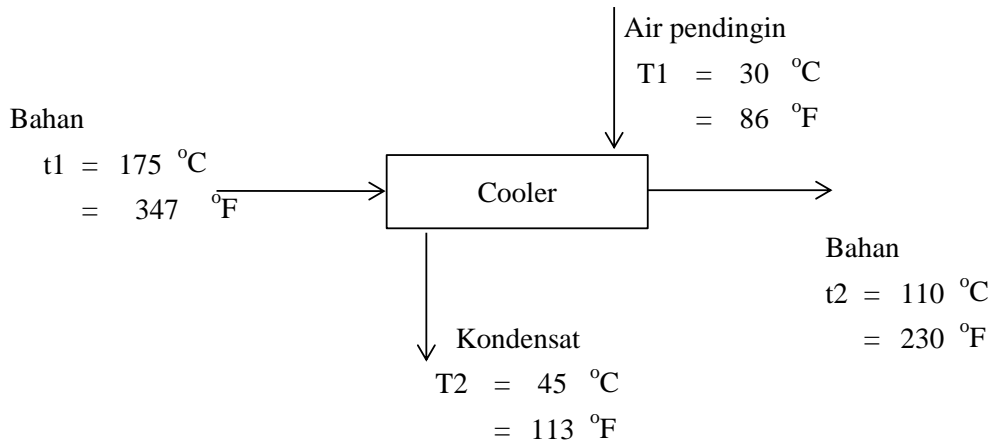 Air pendingin
T1 = 30 °C
= 86 °F
Bahan
t1 = 175 °C
= 347 °F
Cooler
Bahan
t2 = 110 °C
= 230 °F
Kondensat
T2 = 45 °C
= 113 °F